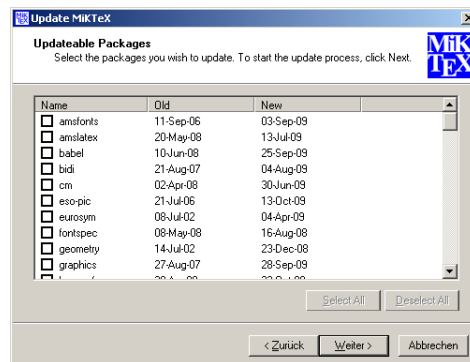 Update MiKTeX
Updateable Packages
Select the packages you wish to update. To start the update process, click Next.
MiK
TEX
Name Old New
amsfonts 11-Sep-06 03-Sep-09
amslatex 20-May-08 13-Jul-09
babel 10-Jun-08 25-Sep-09
bidi 21-Aug-07 04-Aug-09
cm 02-Apr-08 30-Jun-09
eso-pic 21-Jul-06 13-Oct-09
eurosym 08-Jul-02 04-Apr-09
fontspec 08-May-08 16-Aug-08
geometry 14-Jul-02 23-Dec-08
graphics 27-Aug-07 28-Sep-09
Select All Deselect All
< Zurück Weiter > Abbrechen